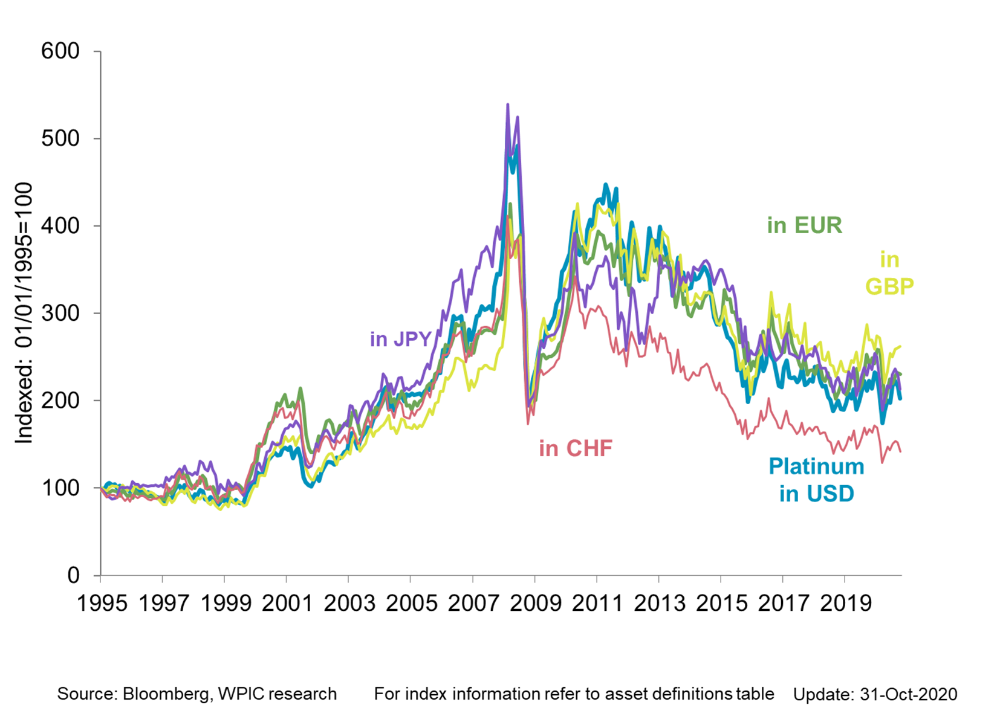 600
500
400
300
200
100
0
Indexed: 01/01/1995=100
in EUR
in
GBP
in JPY
in CHF
Platinum
in USD
1995 1997 1999 2001 2003 2005 2007 2009 2011 2013 2015 2017 2019
Source: Bloomberg, WPIC research For index information refer to asset definitions table Update: 31-Oct-2020